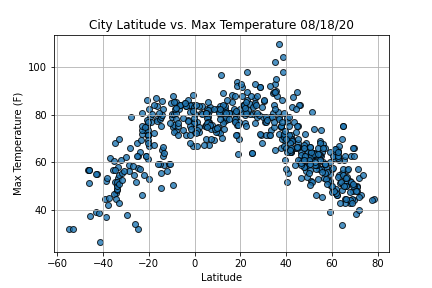 City Latitude vs. Max Temperature 08/18/20
Max Temperature (F)
100
80
60
40
−60 −40 −20 0 20 40 60 80
Latitude